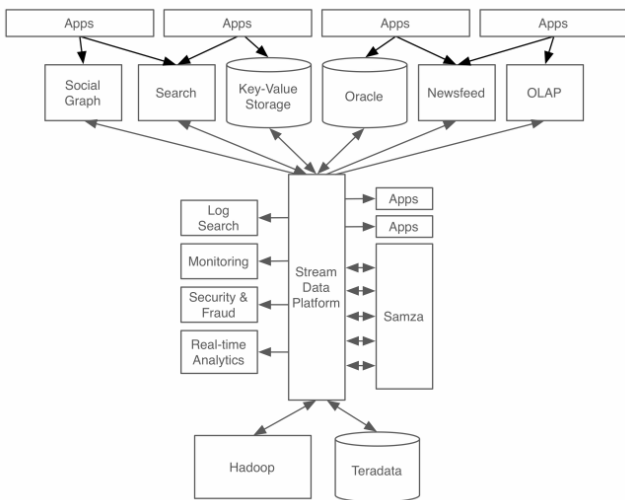 Apps
Apps
Apps
Apps
Social
Graph
Search
Key-Value
Storage
Oracle
Newsfeed
OLAP
Log
Search
Monitoring
Security &
Fraud
Real-time
Analytics
Stream
Data
Platform
Apps
Apps
Samza
Hadoop
Teradata